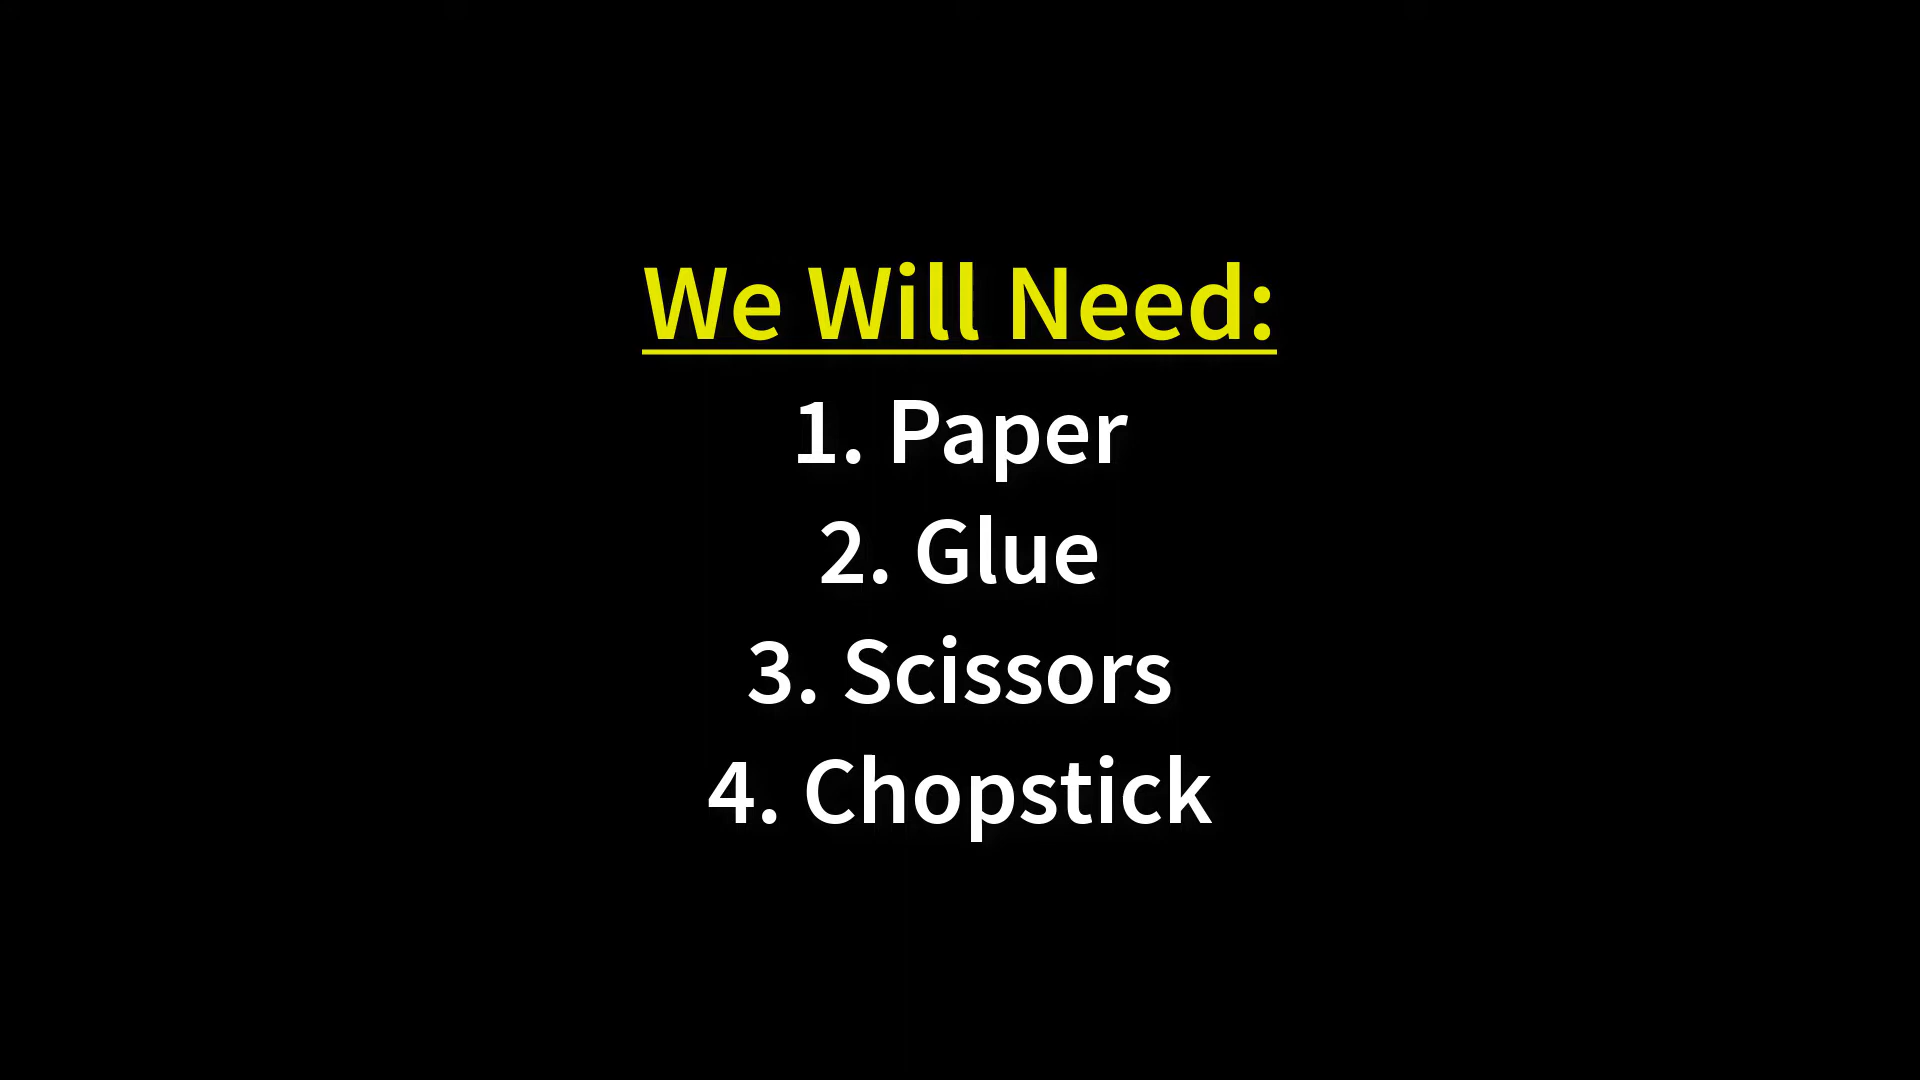 We Will Need:
1. Paper
2. Glue
3. Scissors
4. Chopstick